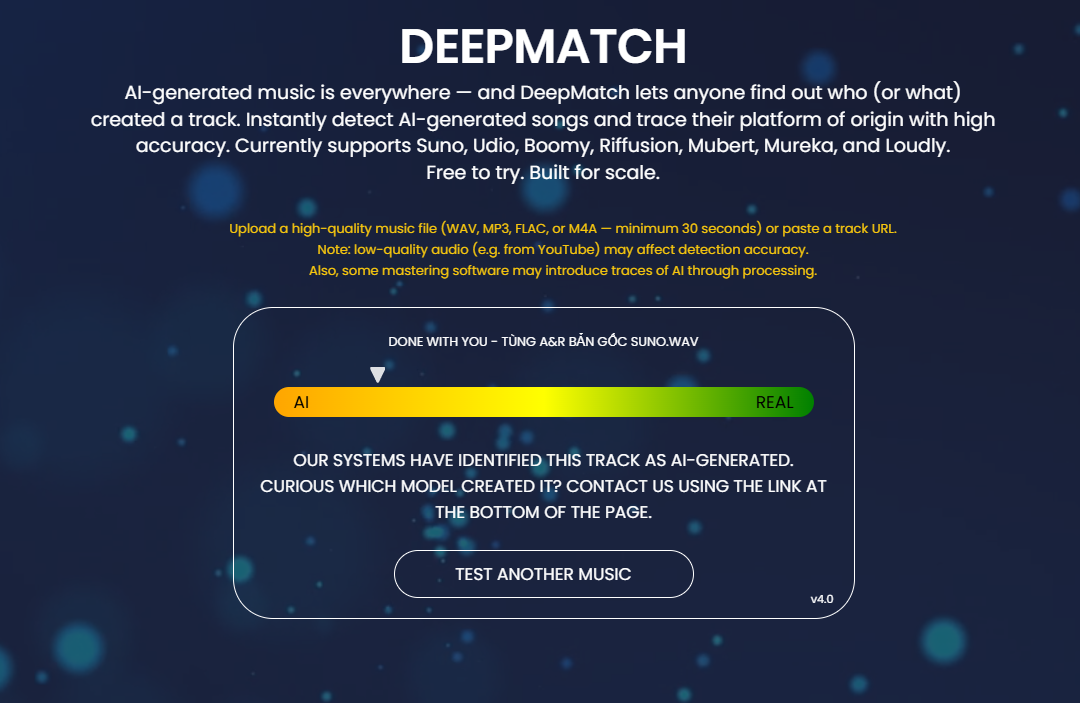 DEEPMATCH
AI-generated music is everywhere — and DeepMatch lets anyone find out who (or what)
created a track. Instantly detect AI-generated songs and trace their platform of origin with high
accuracy. Currently supports Suno, Udio, Boomy, Riffusion, Mubert, Mureka, and Loudly.
Free to try. Built for scale.
Upload a high-quality music file (WAV, MP3, FLAC, or M4A — minimum 30 seconds) or paste a track URL.
Note: low-quality audio (e.g. from YouTube) may affect detection accuracy.
Also, some mastering software may introduce traces of AI through processing.
DONE WITH YOU - TÙNG A&R BẢN GỐC SUNO.WAV
AI REAL
OUR SYSTEMS HAVE IDENTIFIED THIS TRACK AS AI-GENERATED.
CURIOUS WHICH MODEL CREATED IT? CONTACT US USING THE LINK AT
THE BOTTOM OF THE PAGE.
TEST ANOTHER MUSIC
v4.0